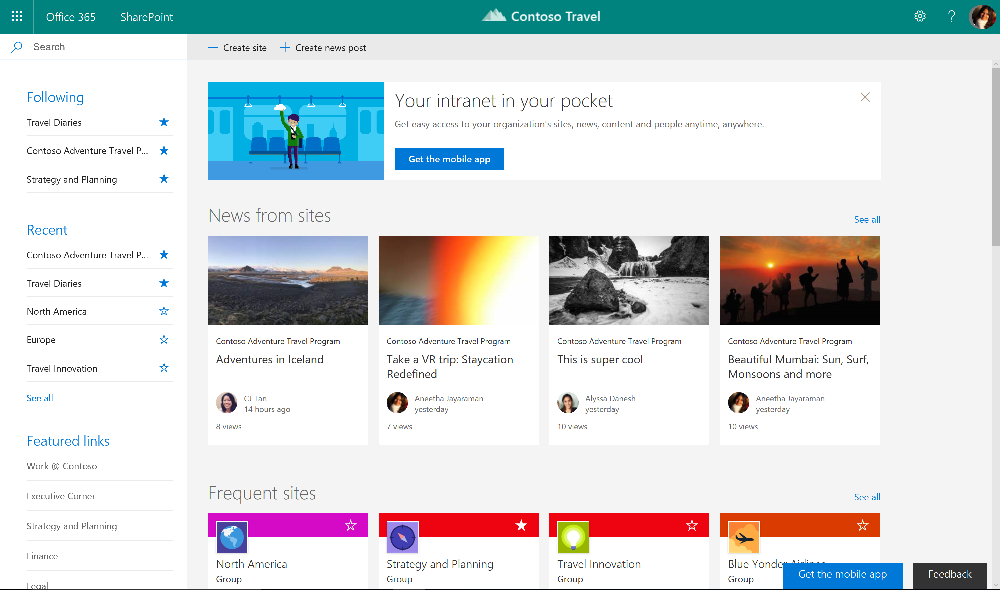 Office 365
SharePoint
Contoso Travel
?
Search
Create site
Create news post
Following
Travel Diaries
Contoso Adventure Travel P...
Strategy and Planning
Recent
Contoso Adventure Travel P...
Travel Diaries
North America
Europe
Travel Innovation
See all
Featured links
Work @ Contoso
Executive Corner
Strategy and Planning
Finance
Legal
Your intranet in your pocket
Get easy access to your organization's sites, news, content and people anytime, anywhere.
Get the mobile app
News from sites
See all
Contoso Adventure Travel Program
Adventures in Iceland
CJ Tan
14 hours ago
8 views
Contoso Adventure Travel Program
Take a VR trip: Staycation
Redefined
Aneetha Jayaraman
yesterday
7 views
Contoso Adventure Travel Program
This is super cool
Alyssa Danesh
yesterday
10 views
Contoso Adventure Travel Program
Beautiful Mumbai: Sun, Surf,
Monsoons and more
Aneetha Jayaraman
yesterday
10 views
Frequent sites
See all
North America
Group
Strategy and Planning
Group
Travel Innovation
Group
Blue Yonder Airlines
Group
Get the mobile app
Feedback